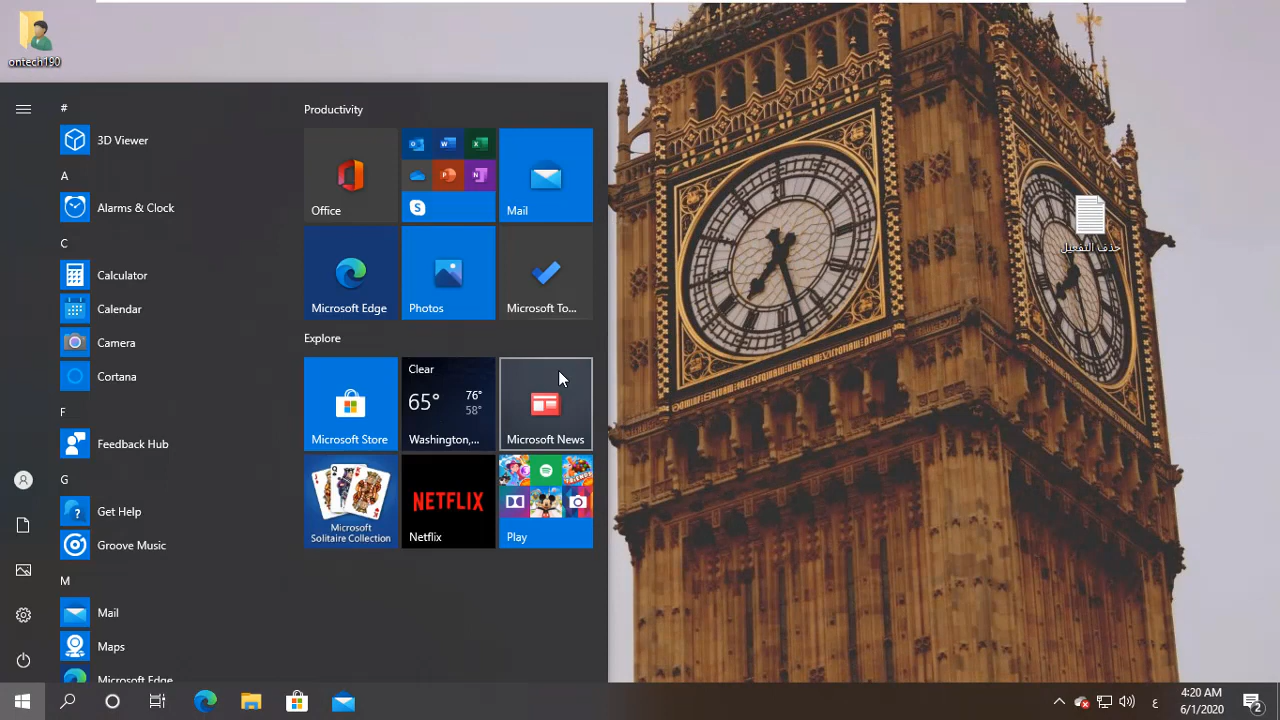 ontech190
#
3D Viewer
A
Alarms & Clock
C
Calculator
Calendar
Camera
Cortana
F
Feedback Hub
G
Get Help
Groove Music
M
Mail
Maps
Microsoft Edge
Productivity
Office
Mail
Microsoft Edge
Photos
Microsoft To...
Explore
Microsoft Store
Clear
65°
76°
58°
Washington,...
Microsoft News
Microsoft
Solitaire Collection
NETFLIX
Netflix
Play
حذف التفعيل
ع
4:20 AM
6/1/2020
2